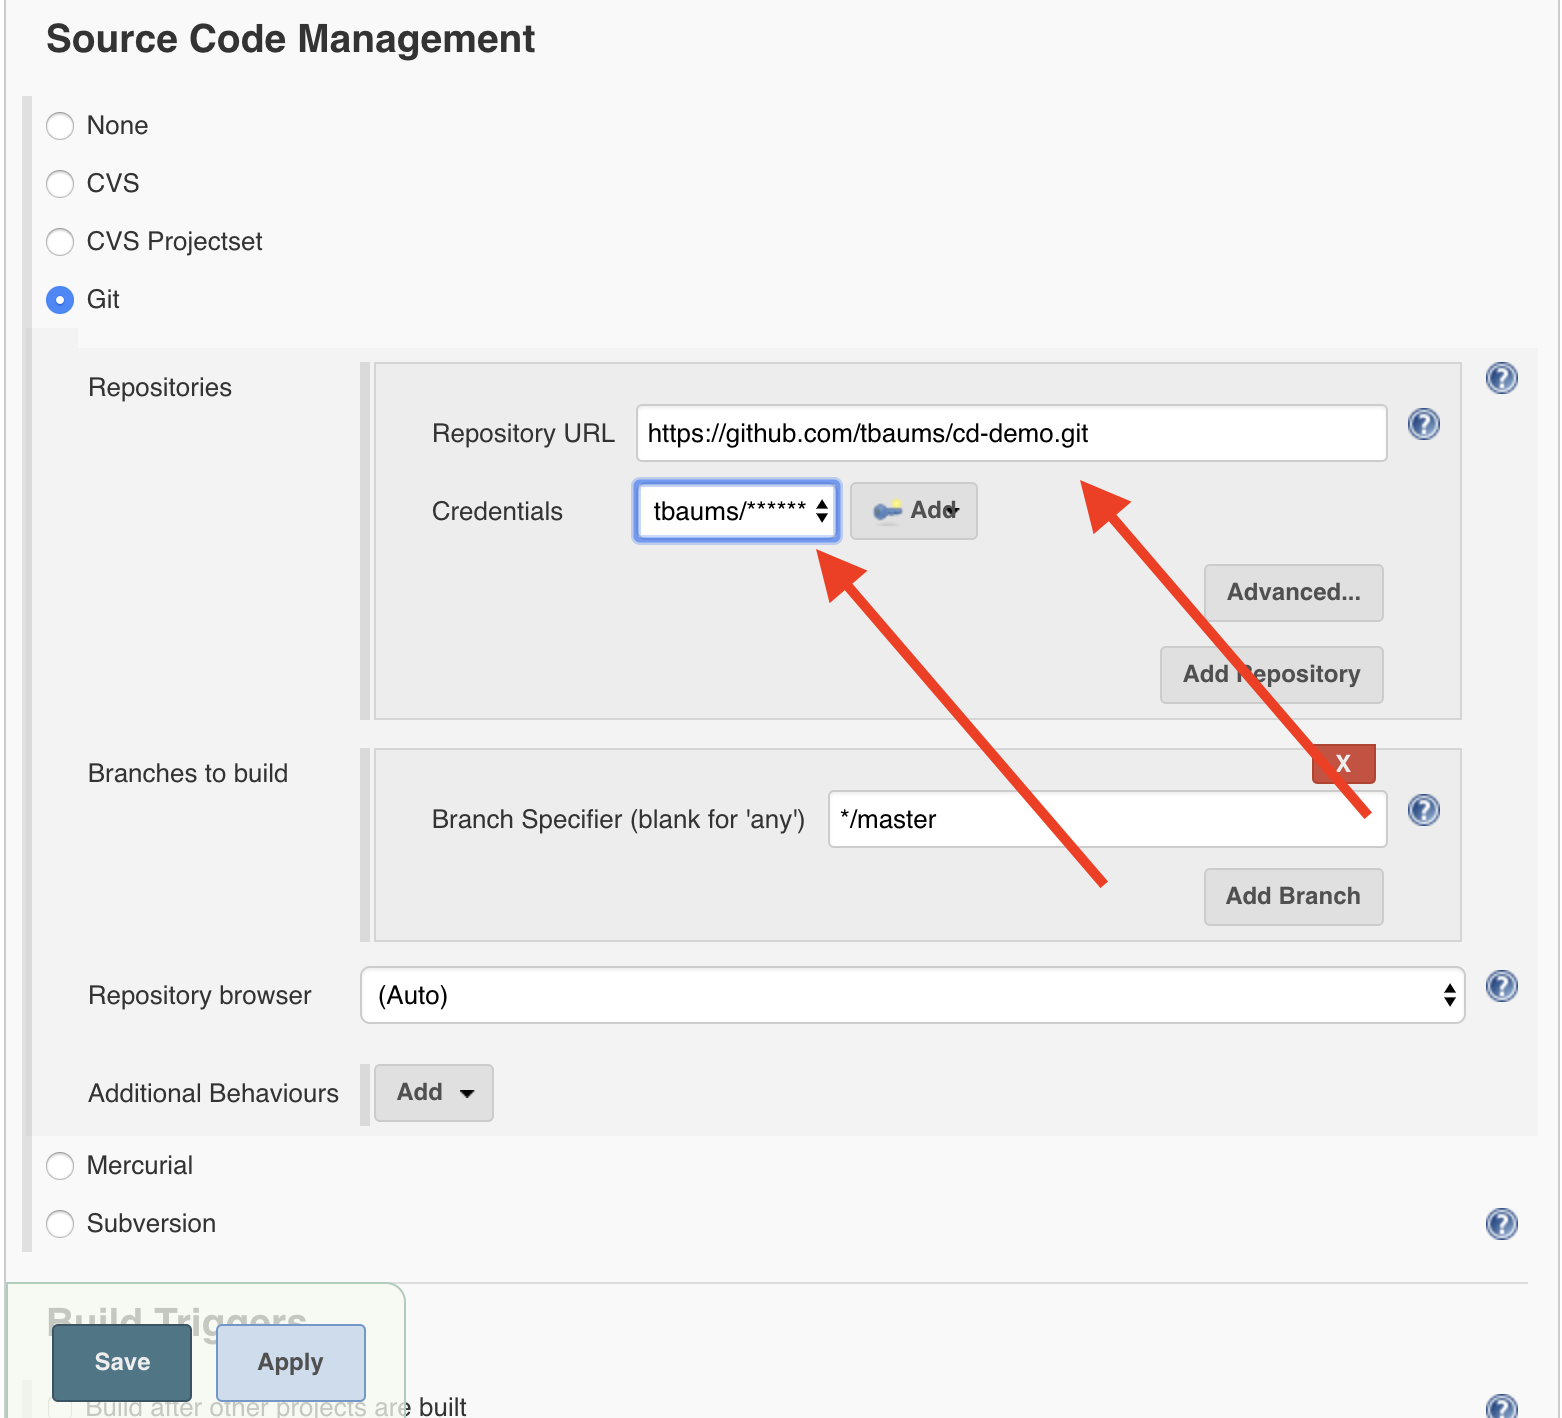 Source Code Management
None
CVS
CVS Projectset
Git
Repositories
Repository URL https://github.com/tbaums/cd-demo.git
Credentials tbaums/****** Add
Advanced...
Add Repository
Branches to build
X
Branch Specifier (blank for 'any') */master
Add Branch
Repository browser (Auto)
Additional Behaviours Add
Mercurial
Subversion
Build Triggers
Save Apply
Build after other projects are built